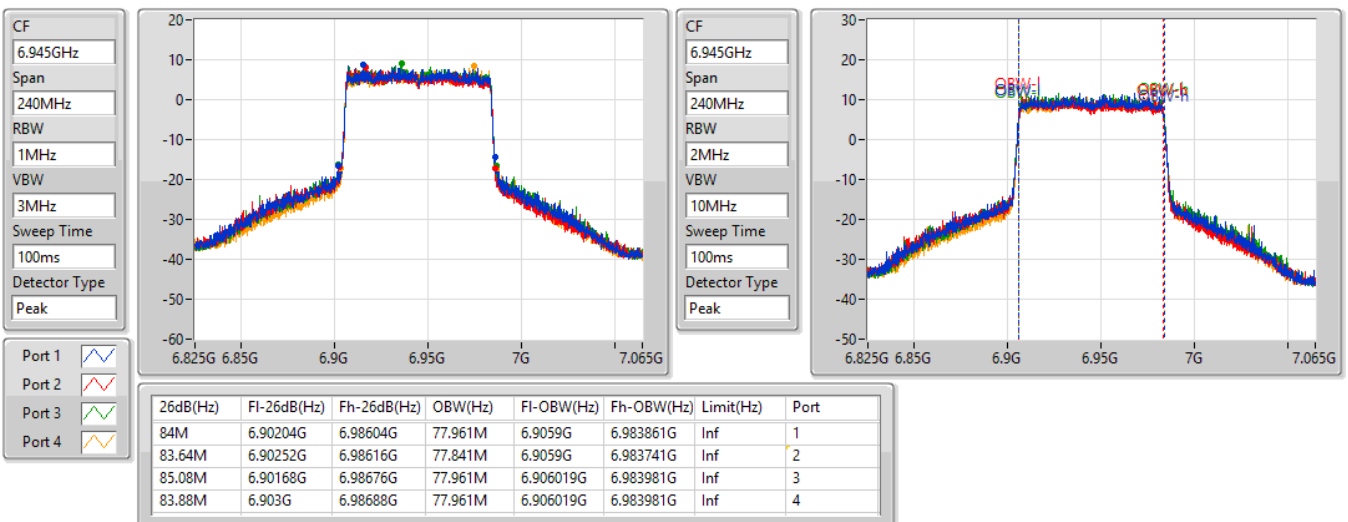 CF
6.945GHz
Span
240MHz
RBW
1MHz
VBW
3MHz
Sweep Time
100ms
Detector Type
Peak
20
10
0
-10
-20
-30
-40
-50
-60
6.825G 6.85G 6.9G 6.95G 7G 7.065G
CF
6.945GHz
Span
240MHz
RBW
2MHz
VBW
10MHz
Sweep Time
100ms
Detector Type
Peak
30
20
10
0
-10
-20
-30
-40
-50
OBW-l
OBW-h
6.825G 6.85G 6.9G 6.95G 7G 7.065G
Port 1
Port 2
Port 3
Port 4
26dB(Hz) Fl-26dB(Hz) Fh-26dB(Hz) OBW(Hz) Fl-OBW(Hz) Fh-OBW(Hz) Limit(Hz) Port
84M 6.90204G 6.98604G 77.961M 6.9059G 6.983861G Inf 1
83.64M 6.90252G 6.98616G 77.841M 6.9059G 6.983741G Inf 2
85.08M 6.90168G 6.98676G 77.961M 6.906019G 6.983981G Inf 3
83.88M 6.903G 6.98688G 77.961M 6.906019G 6.983981G Inf 4